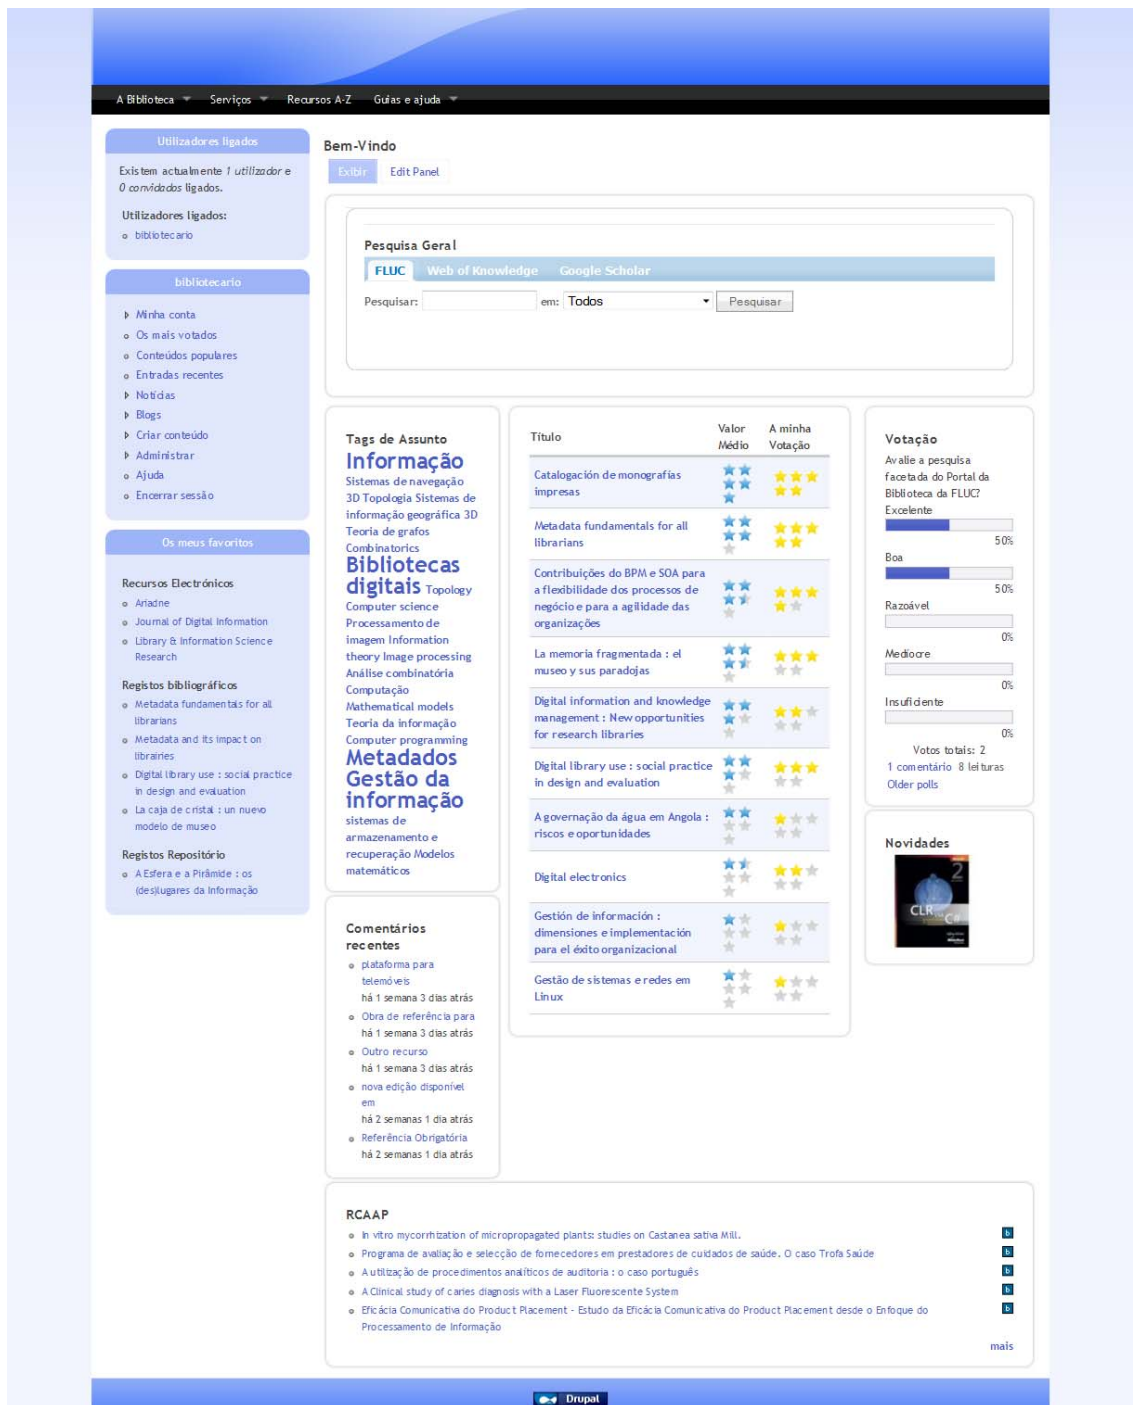 A Biblioteca Serviços Recursos A-Z Guias e ajuda
Utilizadores ligados
Existem actualmente 1 utilizador e
0 convidados ligados.
Utilizadores ligados:
bibliotecario
bibliotecario
Minha conta
Os mais votados
Conteúdos populares
Entradas recentes
Notícias
Blogs
Criar conteúdo
Administrar
Ajuda
Encerrar sessão
Os meus favoritos
Recursos Electrónicos
Ariadne
Journal of Digital Information
Library & Information Science
Research
Registos bibliográficos
Metadata fundamentals for all
librarians
Metadata and its impact on
librairies
Digital library use : social practice
in design and evaluation
La caja de cristal : un nuevo
modelo de museo
Registos Repositório
A Esfera e a Pirâmide : os
(des)lugares da Informação
Bem-Vindo
Exibir Edit Panel
Pesquisa Geral
FLUC Web of Knowledge Google Scholar
Pesquisar: em: Todos Pesquisar
Tags de Assunto
Informação
Sistemas de navegação
3D Topologia Sistemas de
informação geográfica 3D
Teoria de grafos
Combinatorics
Bibliotecas
digitais Topology
Computer science
Processamento de
imagem Information
theory Image processing
Análise combinatória
Computação
Mathematical models
Teoria da informação
Computer programming
Metadados
Gestão da
informação
sistemas de
armazenamento e
recuperação Modelos
matemáticos
Comentários
recentes
plataforma para
telemóveis
há 1 semana 3 dias atrás
Obra de referência para
há 1 semana 3 dias atrás
Outro recurso
há 1 semana 3 dias atrás
nova edição disponível
em
há 2 semanas 1 dia atrás
Referência Obrigatória
há 2 semanas 1 dia atrás
Título Valor Médio A minha Votação
Catalogación de monografías
impresas
Metadata fundamentals for all
librarians
Contribuições do BPM e SOA para
a flexibilidade dos processos de
negócio e para a agilidade das
organizações
La memoria fragmentada : el
museo y sus paradojas
Digital information and knowledge
management : New opportunities
for research libraries
Digital library use : social practice
in design and evaluation
A governação da água em Angola :
riscos e oportunidades
Digital electronics
Gestión de información :
dimensiones e implementación
para el éxito organizacional
Gestão de sistemas e redes em
Linux
Votação
Avalie a pesquisa
facetada do Portal da
Biblioteca da FLUC?
Excelente
50%
Boa
50%
Razoável
0%
Medíocre
0%
Insuficiente
0%
Votos totais: 2
1 comentário 8 leituras
Older polls
Novidades
2
CLR via C#
RCAAP
In vitro mycorrhization of micropropagated plants: studies on Castanea sativa Mill.
Programa de avaliação e selecção de fornecedores em prestadores de cuidados de saúde. O caso Trofa Saúde
A utilização de procedimentos analíticos de auditoria : o caso português
A Clinical study of caries diagnosis with a Laser Fluorescente System
Eficácia Comunicativa do Product Placement - Estudo da Eficácia Comunicativa do Product Placement desde o Enfoque do
Processamento de Informação
mais
Drupal